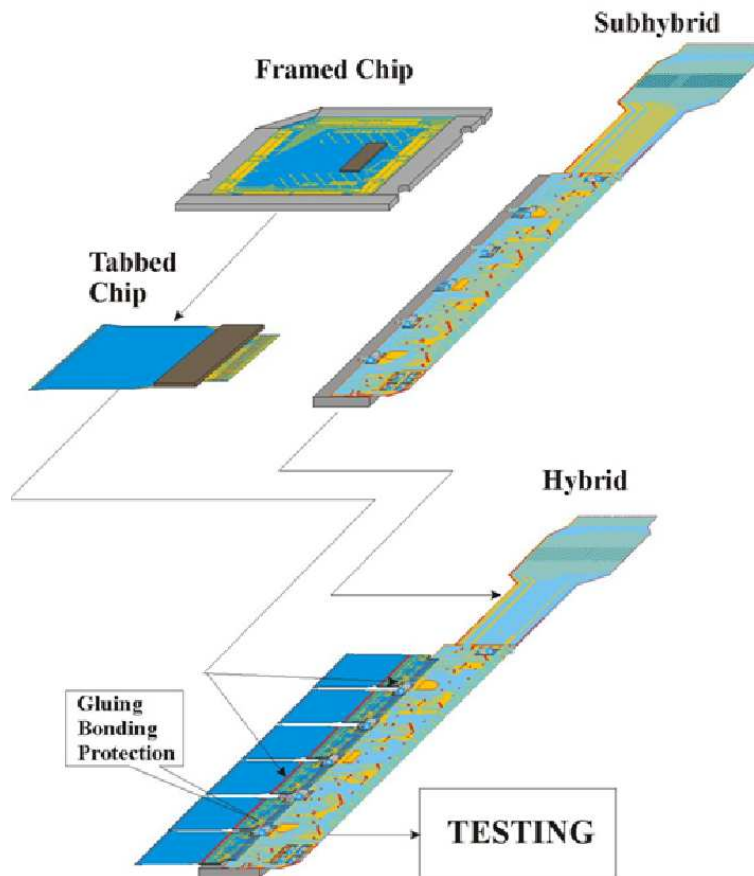 Subhybrid
Framed Chip
Tabbed
Chip
Hybrid
Gluing
Bonding
Protection
TESTING